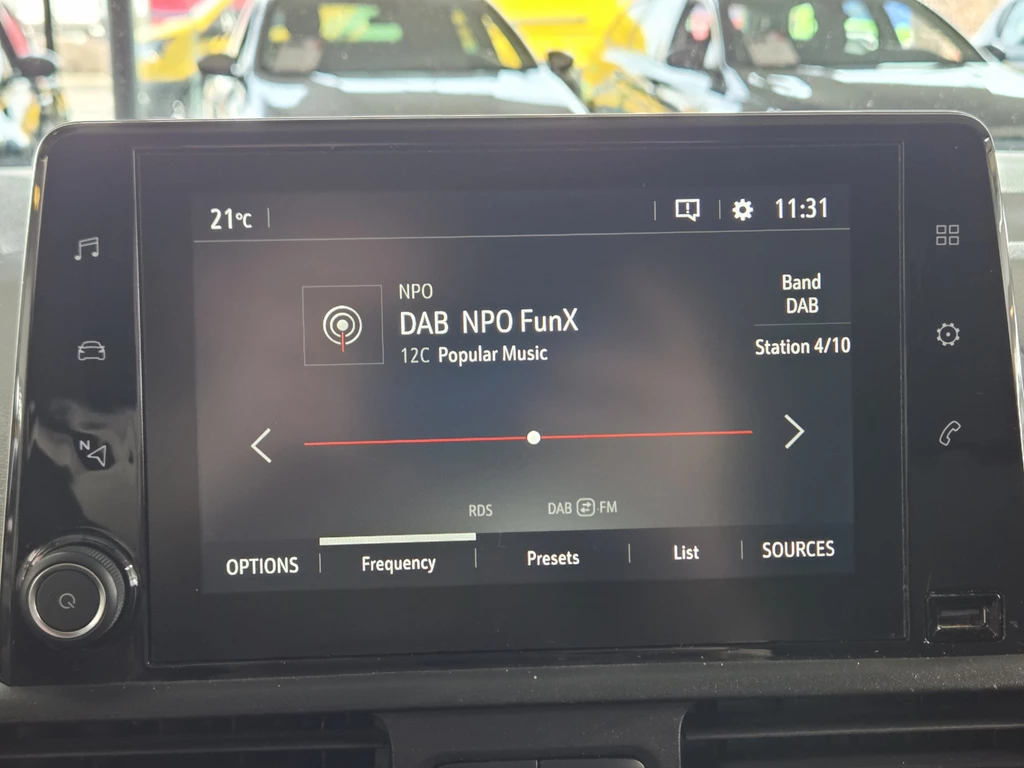 21°C
11:31
NPO
DAB NPO FunX
12C Popular Music
Band
DAB
Station 4/10
N
RDS
DAB FM
OPTIONS
Frequency
Presets
List
SOURCES